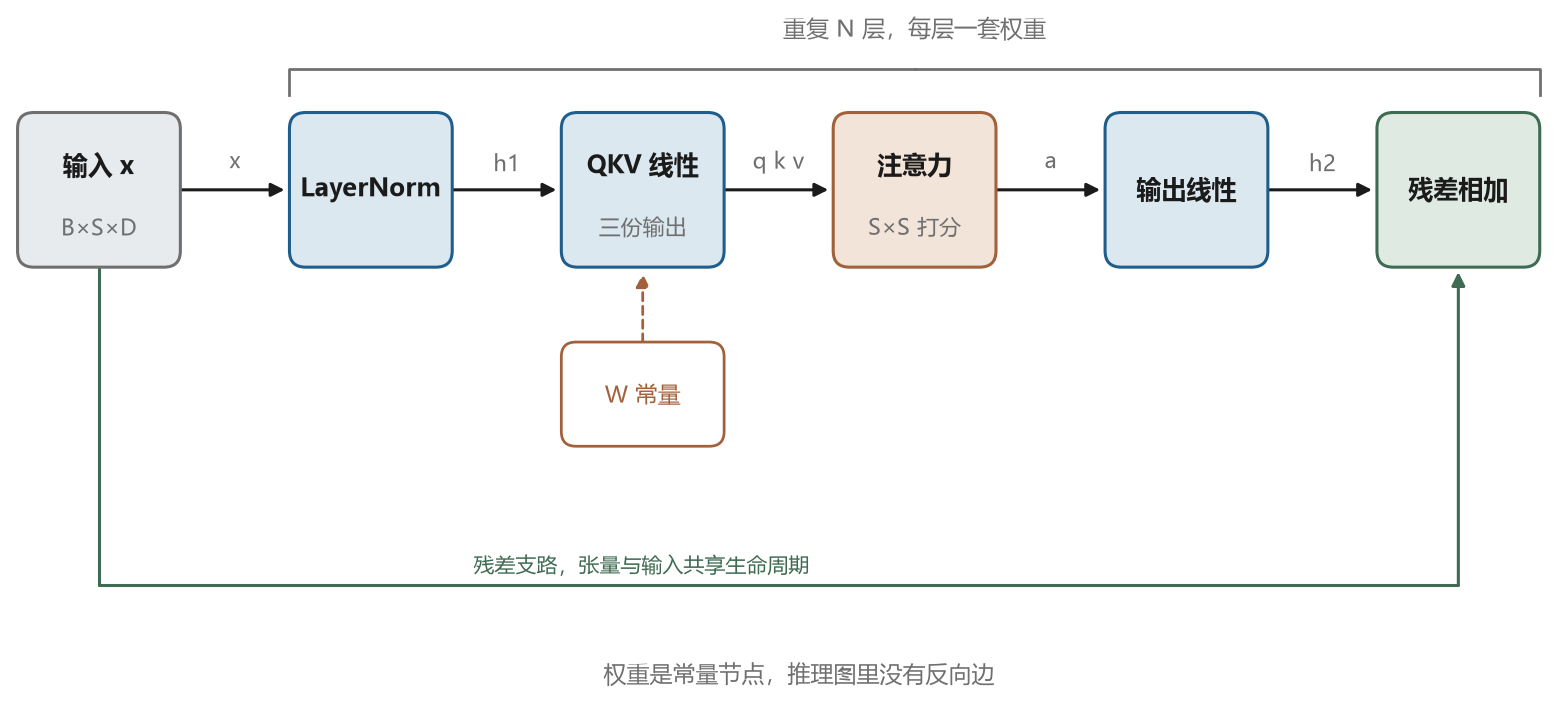 重复 N 层，每层一套权重
输入 x
B×S×D
x
LayerNorm
h1
QKV 线性
三份输出
q k v
注意力
S×S 打分
a
输出线性
h2
残差相加
W 常量
残差支路，张量与输入共享生命周期
权重是常量节点，推理图里没有反向边